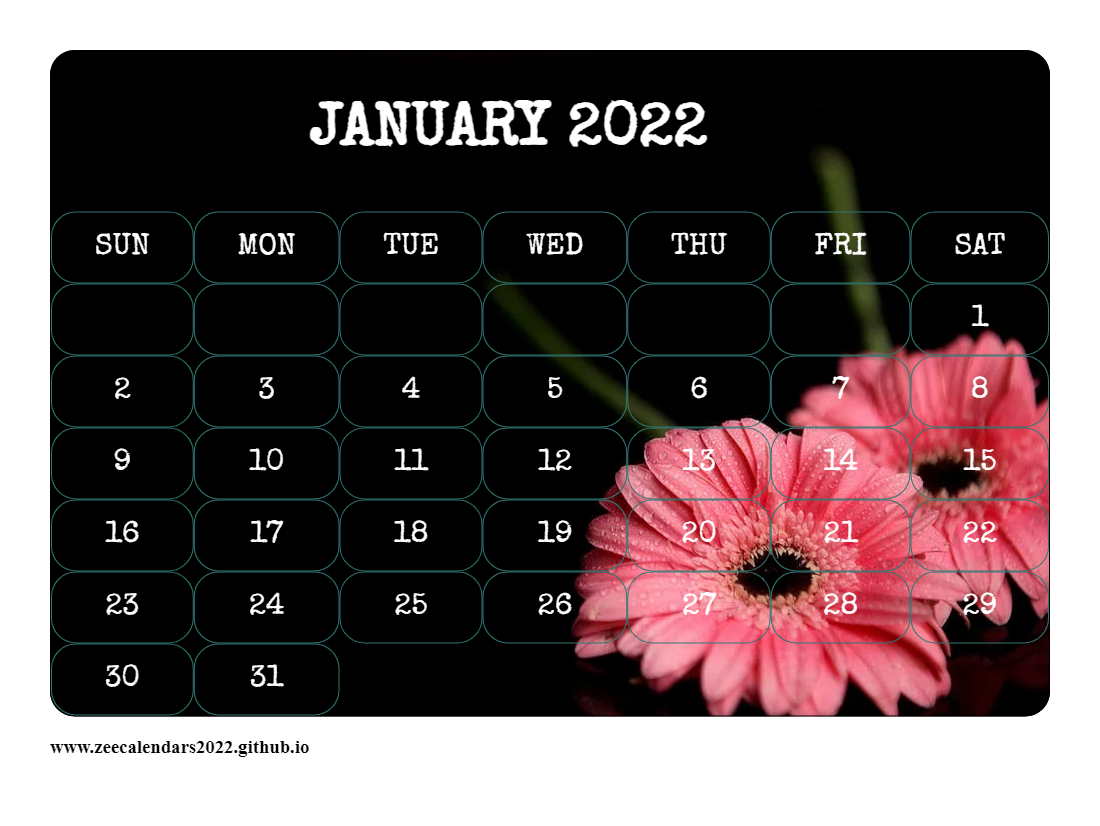 JANUARY 2022
SUN MON TUE WED THU FRI SAT
1
2 3 4 5 6 7 8
9 10 11 12 13 14 15
16 17 18 19 20 21 22
23 24 25 26 27 28 29
30 31
www.zeecalendars2022.github.io